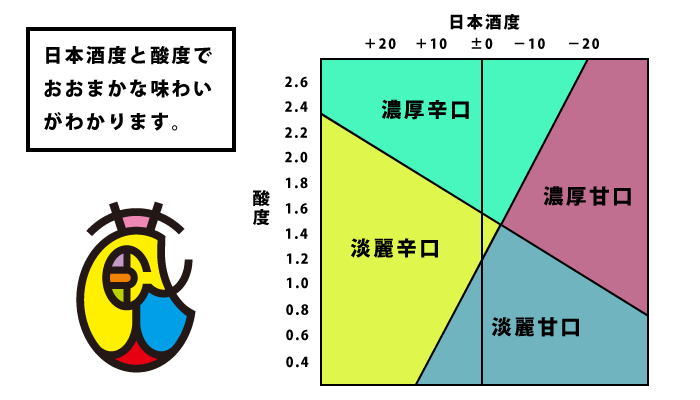 日本酒度と酸度で
おおまかな味わい
がわかります。
日本酒度
+20 +10 ±0 −10 −20
2.6
2.4
2.2
2.0
1.8
1.6
1.4
1.2
1.0
0.8
0.6
0.4
酸度
濃厚辛口
濃厚甘口
淡麗辛口
淡麗甘口